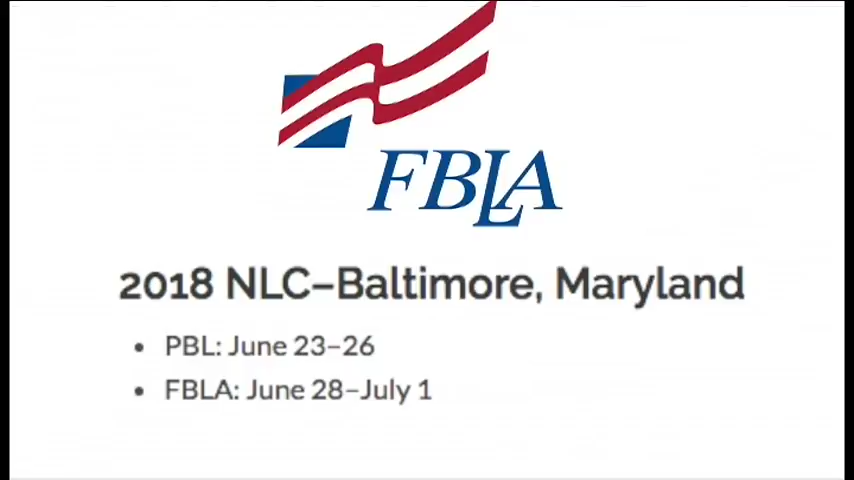 FBLA
2018 NLC–Baltimore, Maryland
• PBL: June 23–26
• FBLA: June 28–July 1